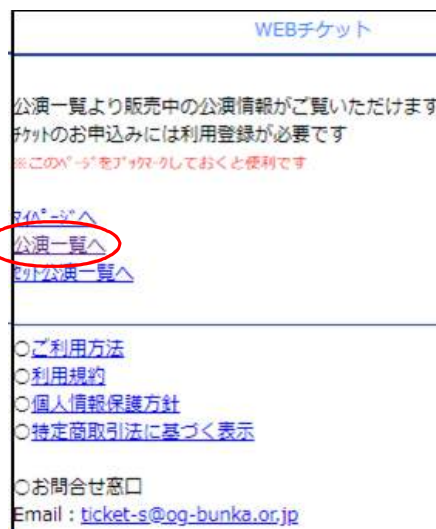 WEBチケット
公演一覧より販売中の公演情報がご覧いただけます
ﾁｹｯﾄのお申込みには利用登録が必要です
※このﾍﾟｰｼﾞをﾌﾞｯｸﾏｰｸしておくと便利です
ﾏｲﾍﾟｰｼﾞへ
公演一覧へ
ｾｯﾄ公演一覧へ
○ご利用方法
○利用規約
○個人情報保護方針
○特定商取引法に基づく表示
○お問合せ窓口
Email : ticket-s@og-bunka.or.jp